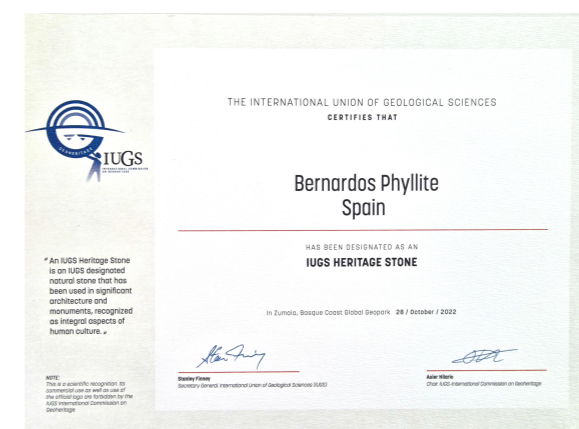 THE INTERNATIONAL UNION OF GEOLOGICAL SCIENCES
CERTIFIES THAT
Bernardos Phyllite
Spain
HAS BEEN DESIGNATED AS AN
IUGS HERITAGE STONE
In Zumaia, Basque Coast Global Geopark 26 / October / 2022
GEOHERITAGE
IUGS
INTERNATIONAL COMMISSION
ON GEOHERITAGE
“ An IUGS Heritage Stone
is an IUGS designated
natural stone that has
been used in significant
architecture and
monuments, recognized
as integral aspects of
human culture. „
NOTE:
This is a scientific recognition. Its
commercial use as well as use of
the official logo are forbidden by the
IUGS International Commission on
Geoheritage
Stanley Finney
Secretary General International Union of Geological Sciences (IUGS)
Asier Hilario
Chair IUGS-International Commission on Geoheritage